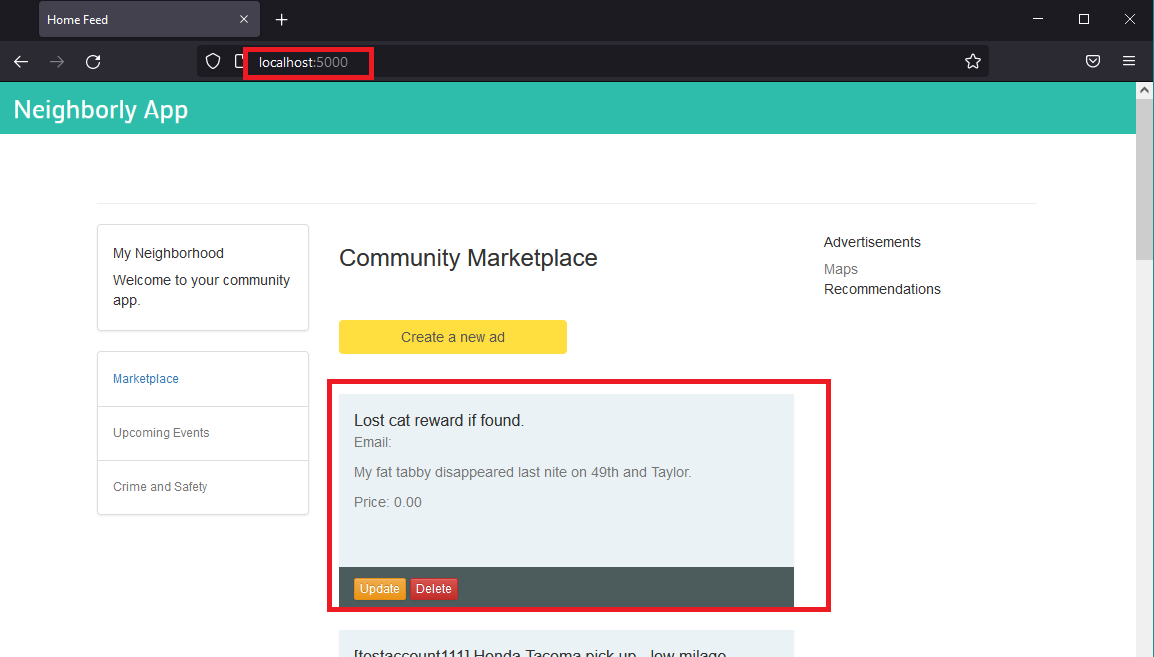 Home Feed
localhost:5000
Neighborly App
My Neighborhood
Welcome to your community
app.
Marketplace
Upcoming Events
Crime and Safety
Community Marketplace
Create a new ad
Lost cat reward if found.
Email:
My fat tabby disappeared last nite on 49th and Taylor.
Price: 0.00
Update Delete
[testaccount111] Honda Tacoma pick up - low milage
Advertisements
Maps
Recommendations